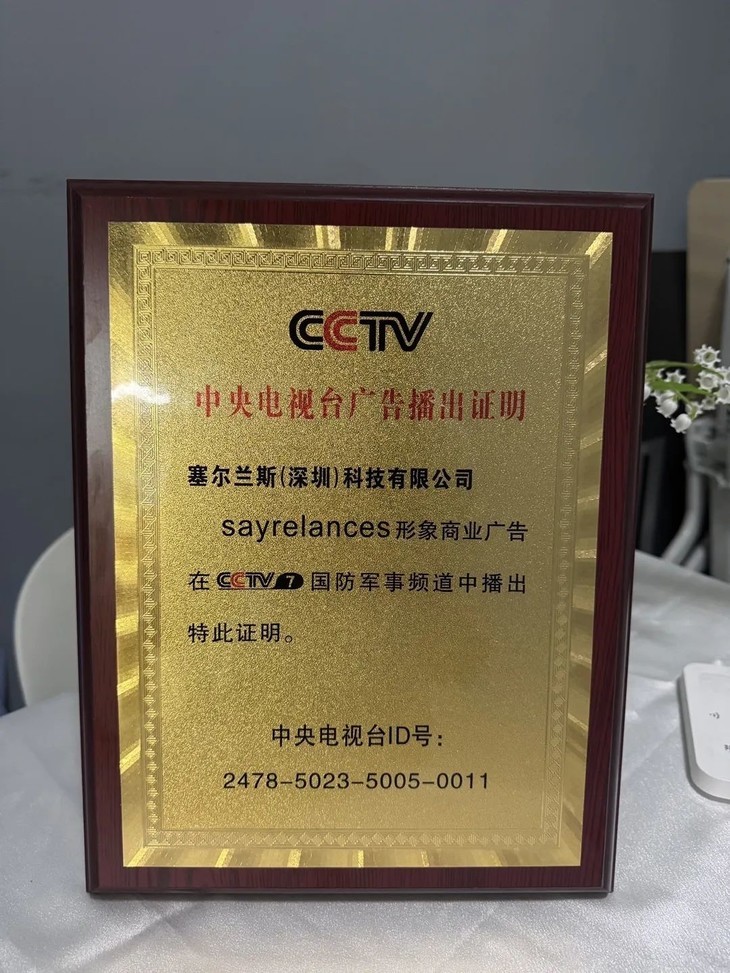 CCTV
中央电视台广告播出证明
塞尔兰斯(深圳)科技有限公司
sayrelances形象商业广告
在CCTV 7国防军事频道中播出
特此证明。
中央电视台ID号:
2478-5023-5005-0011